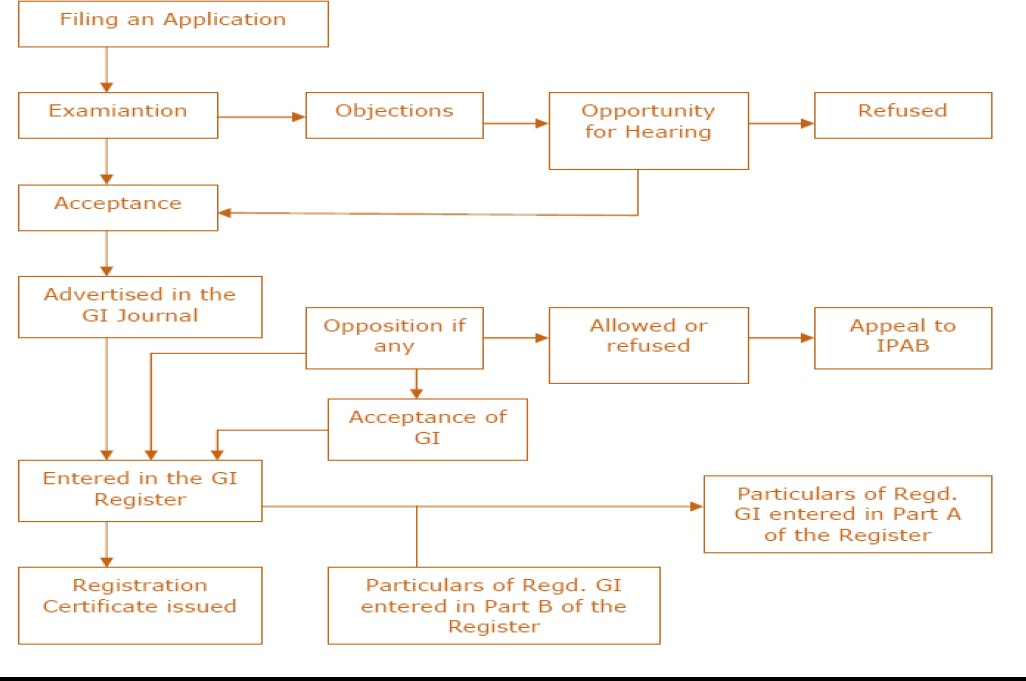 Filing an Application
Examiantion
Objections
Opportunity
for Hearing
Refused
Acceptance
Advertised in the
GI Journal
Opposition if
any
Allowed or
refused
Appeal to
IPAB
Acceptance of
GI
Entered in the GI
Register
Particulars of Regd.
GI entered in Part A
of the Register
Registration
Certificate issued
Particulars of Regd. GI
entered in Part B of the
Register